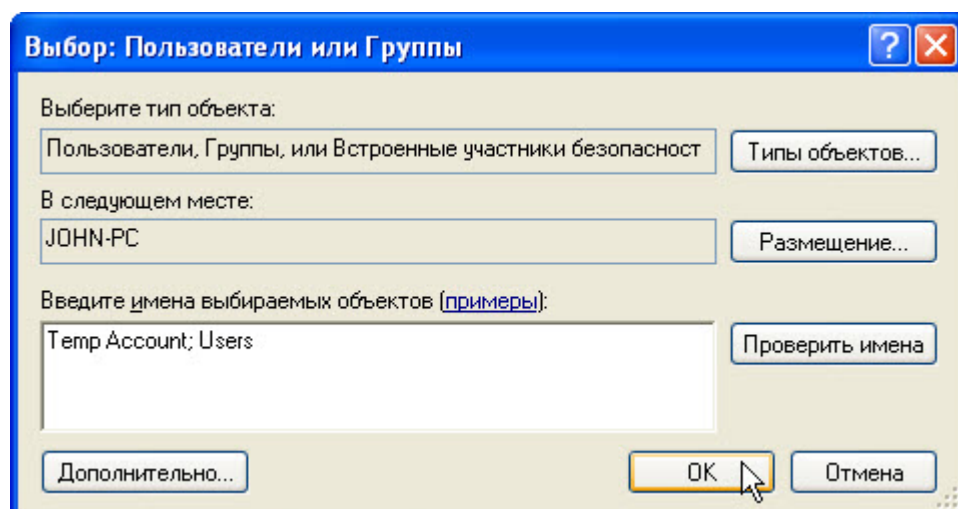 Выбор: Пользователи или Группы
Выберите тип объекта:
Пользователи, Группы, или Встроенные участники безопасност
Типы объектов...
В следующем месте:
JOHN-PC
Размещение...
Введите имена выбираемых объектов (примеры):
Temp Account; Users
Проверить имена
Дополнительно...
OK
Отмена